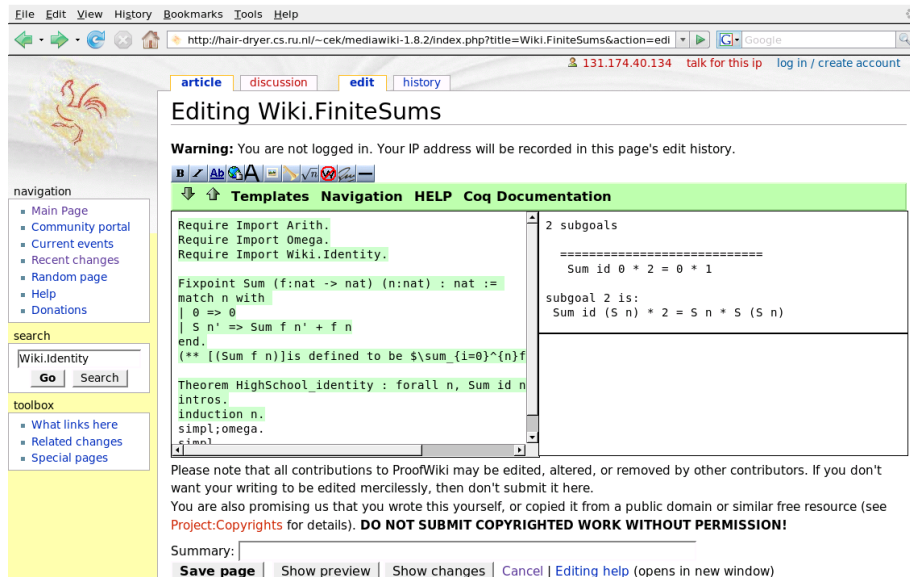 File Edit View History Bookmarks Tools Help
http://hair-dryer.cs.ru.nl/~cek/mediawiki-1.8.2/index.php?title=Wiki.FiniteSums&action=edi
G Google
131.174.40.134 talk for this ip log in / create account
article discussion edit history
Editing Wiki.FiniteSums
Warning: You are not logged in. Your IP address will be recorded in this page's edit history.
B I Ab A √n W
Templates Navigation HELP Coq Documentation
navigation
Main Page
Community portal
Current events
Recent changes
Random page
Help
Donations
search
Wiki.Identity
Go Search
toolbox
What links here
Related changes
Special pages
Require Import Arith.
Require Import Omega.
Require Import Wiki.Identity.
Fixpoint Sum (f:nat -> nat) (n:nat) : nat :=
match n with
| 0 => 0
| S n' => Sum f n' + f n
end.
(** [(Sum f n)]is defined to be $\sum_{i=0}^{n}f
Theorem HighSchool_identity : forall n, Sum id n
intros.
induction n.
simpl;omega.
simpl
2 subgoals
============================
Sum id 0 * 2 = 0 * 1
subgoal 2 is:
Sum id (S n) * 2 = S n * S (S n)
Please note that all contributions to ProofWiki may be edited, altered, or removed by other contributors. If you don't
want your writing to be edited mercilessly, then don't submit it here.
You are also promising us that you wrote this yourself, or copied it from a public domain or similar free resource (see
Project:Copyrights for details). DO NOT SUBMIT COPYRIGHTED WORK WITHOUT PERMISSION!
Summary:
Save page Show preview Show changes Cancel | Editing help (opens in new window)